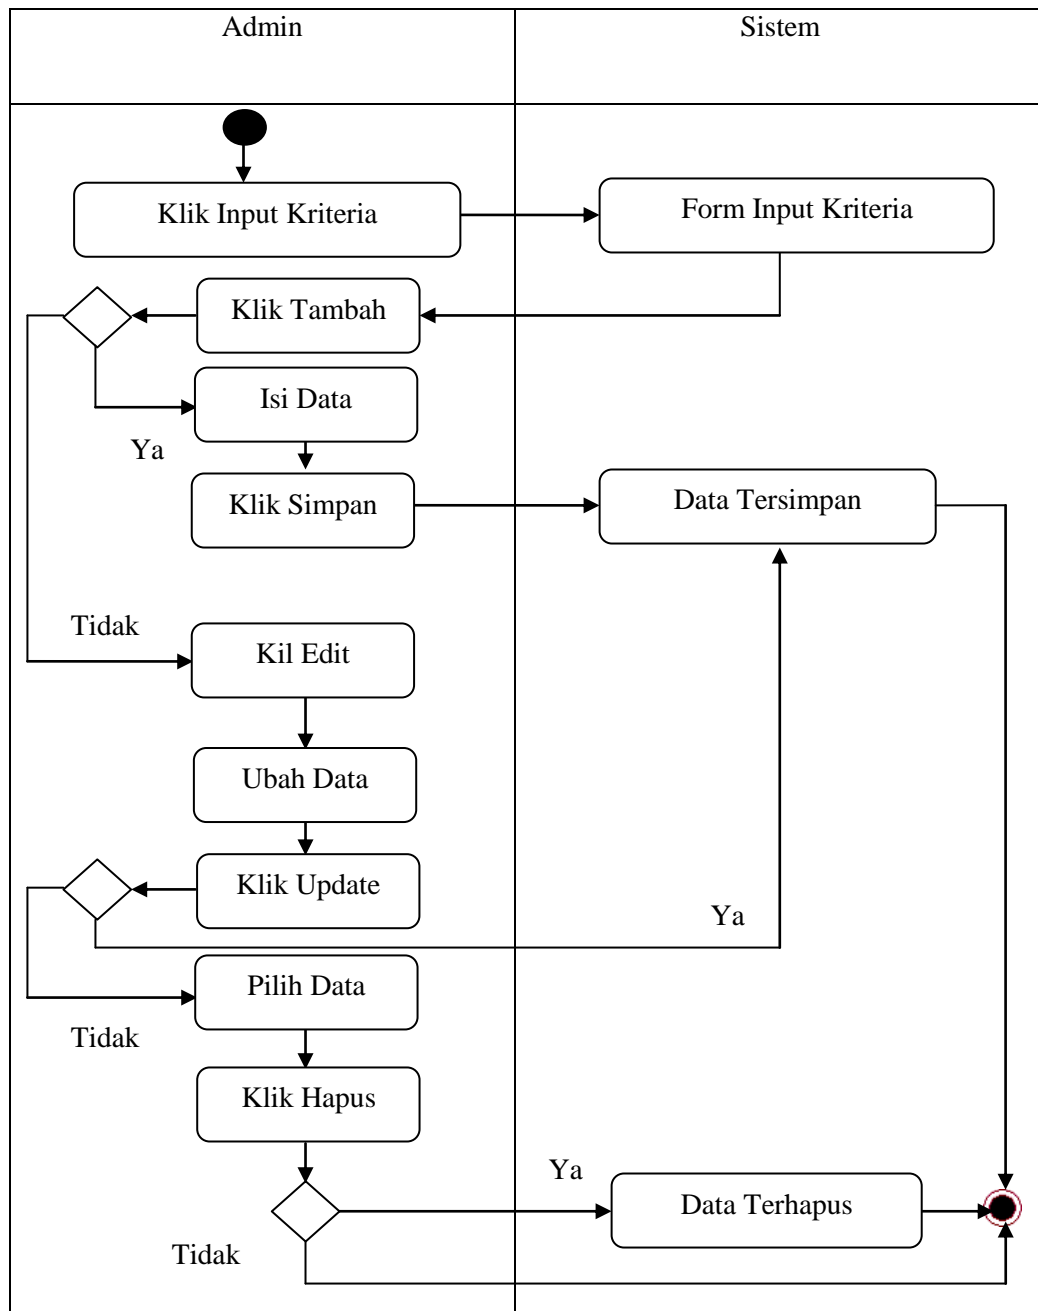 Admin
Sistem
Klik Input Kriteria
Form Input Kriteria
Klik Tambah
Isi Data
Ya
Klik Simpan
Data Tersimpan
Tidak
Kil Edit
Ubah Data
Klik Update
Ya
Pilih Data
Tidak
Klik Hapus
Ya
Data Terhapus
Tidak